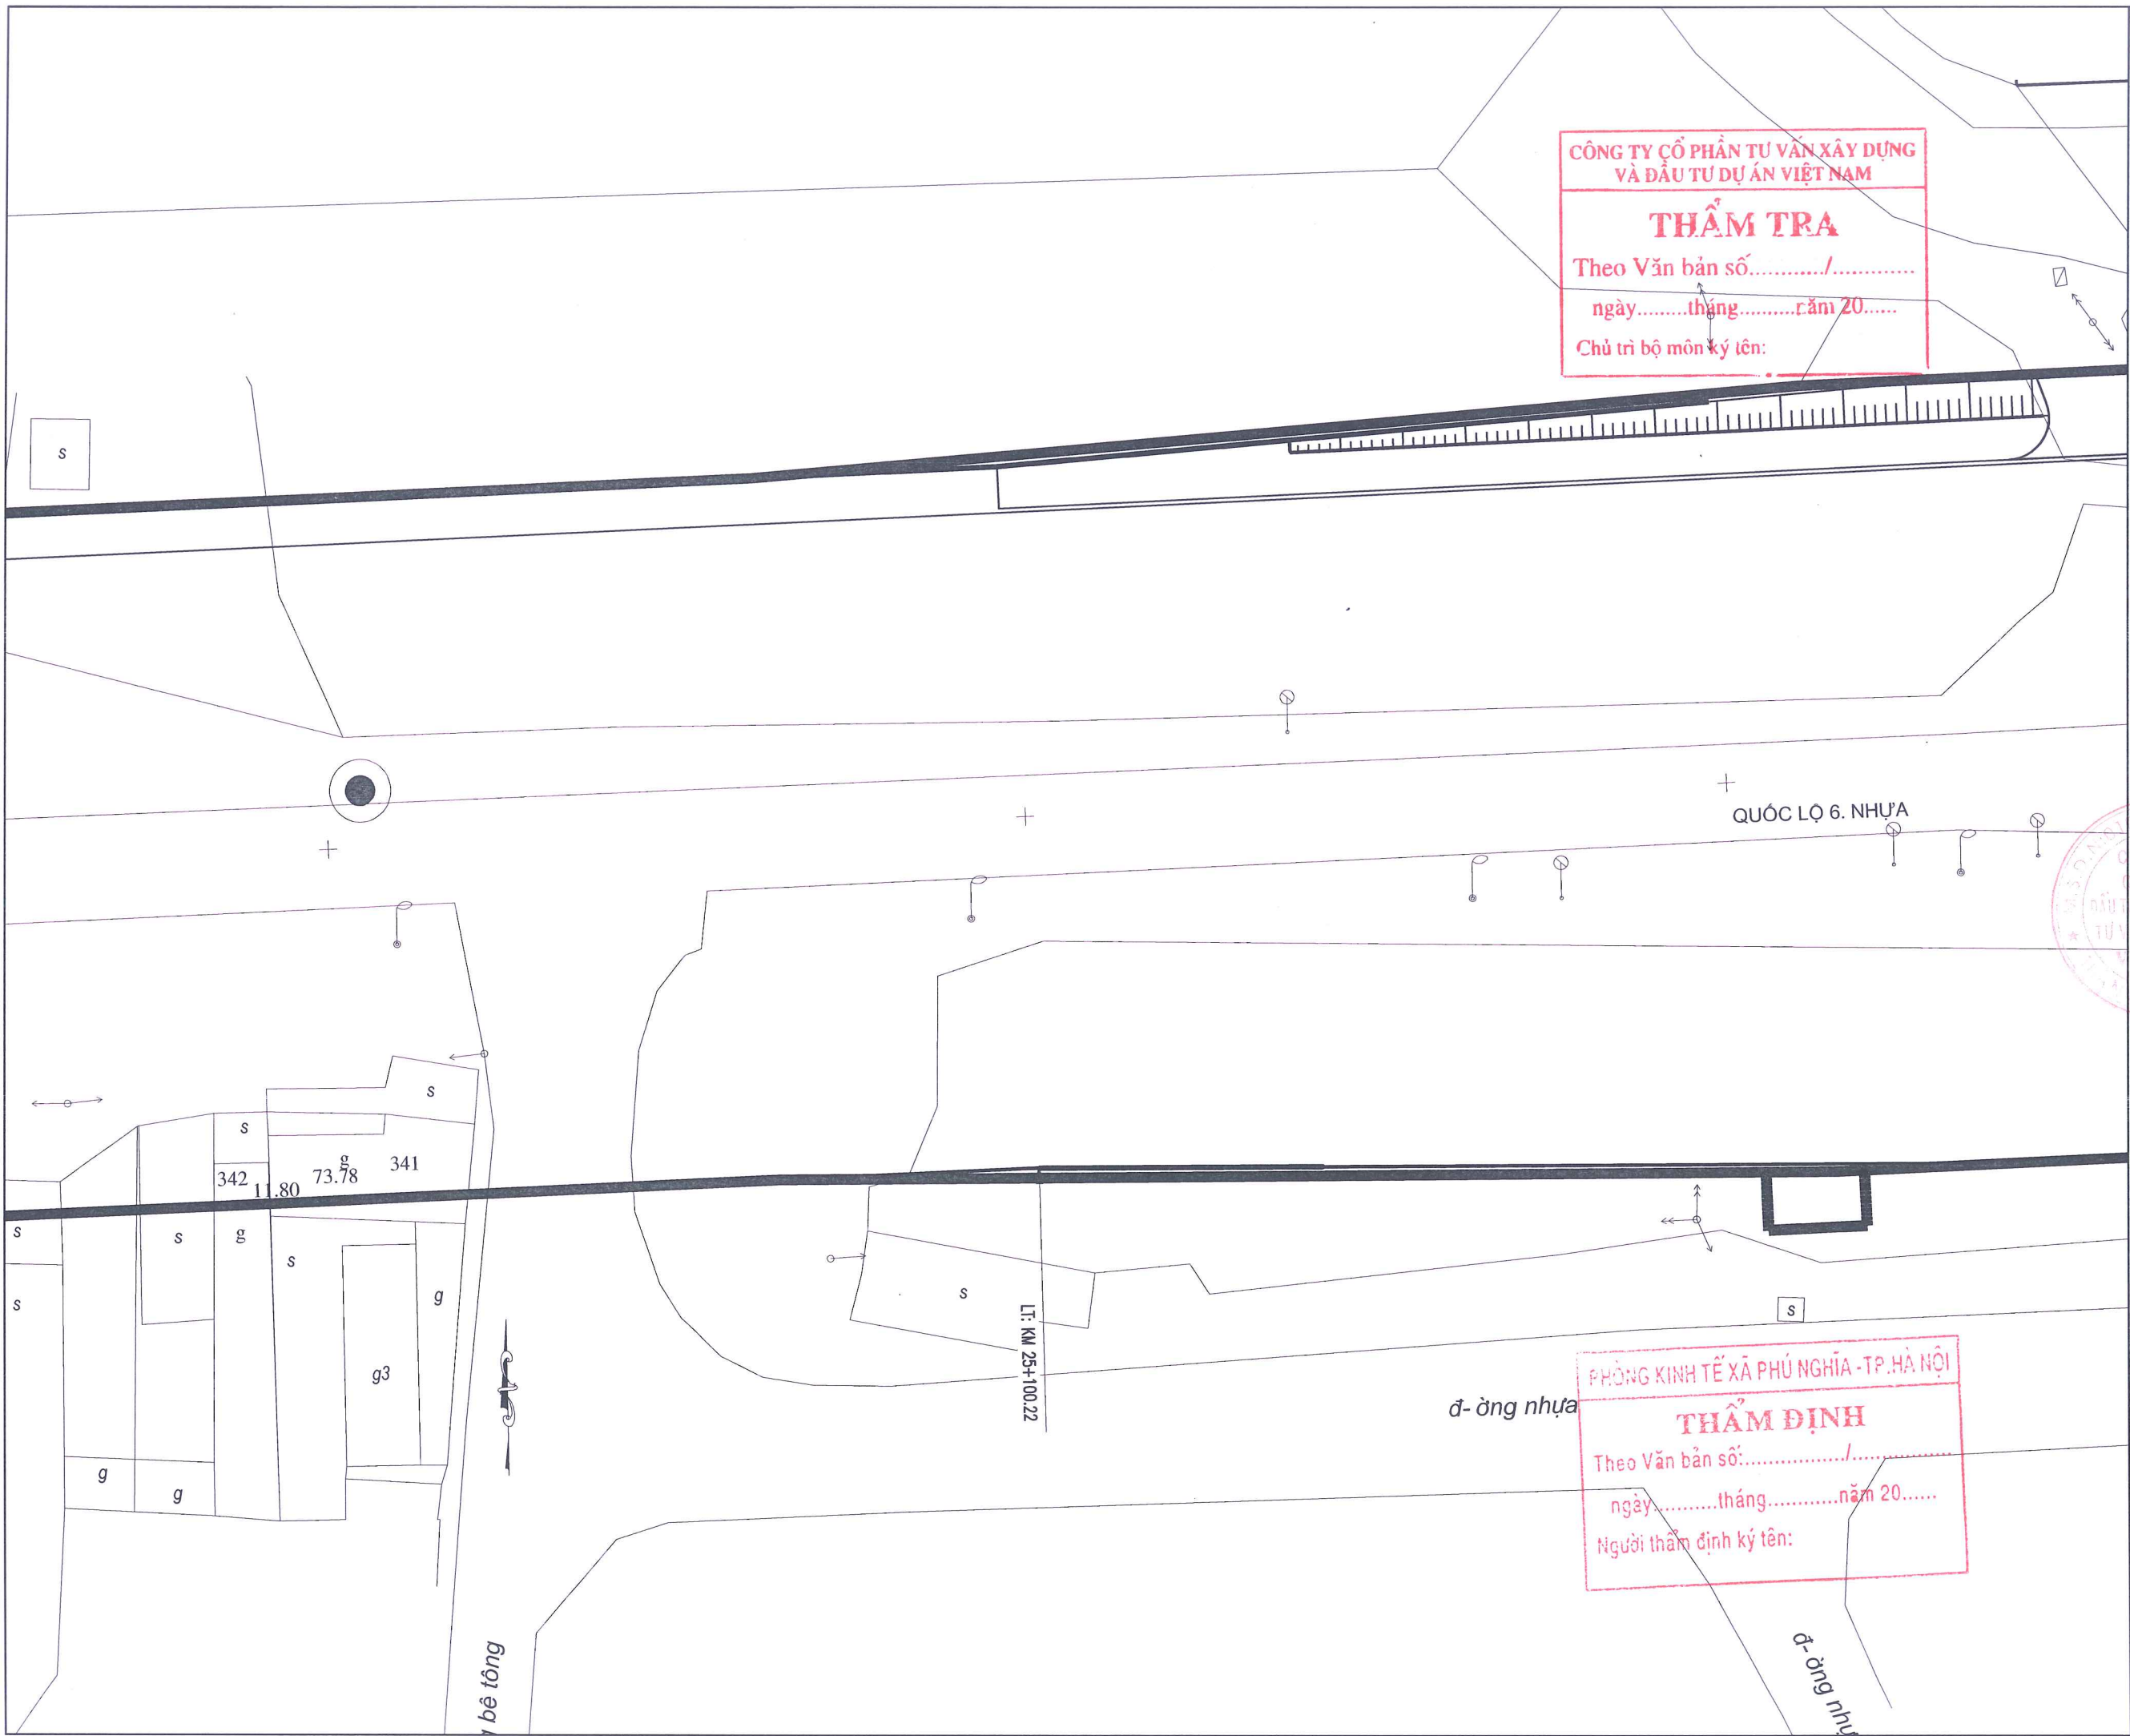 CÔNG TY CỔ PHẦN TƯ VẤN XÂY DỰNG
VÀ ĐẦU TƯ DỰ ÁN VIỆT NAM
THẨM TRA
Theo Văn bản số.........../.............
ngày.........tháng..........năm 20......
Chủ trì bộ môn ký tên:
s
QUỐC LỘ 6. NHỰA
s
s
g
341
342
73.78
11.80
s
s
g
s
s
g
s
s
g3
LT: KM 25+100.22
s
g
g
đ- ờng nhựa
PHÒNG KINH TẾ XÃ PHÚ NGHĨA - TP. HÀ NỘI
THẨM ĐỊNH
Theo Văn bản số:................./.................
ngày...........tháng............năm 20......
Người thẩm định ký tên:
bê tông
đ- ờng nhự